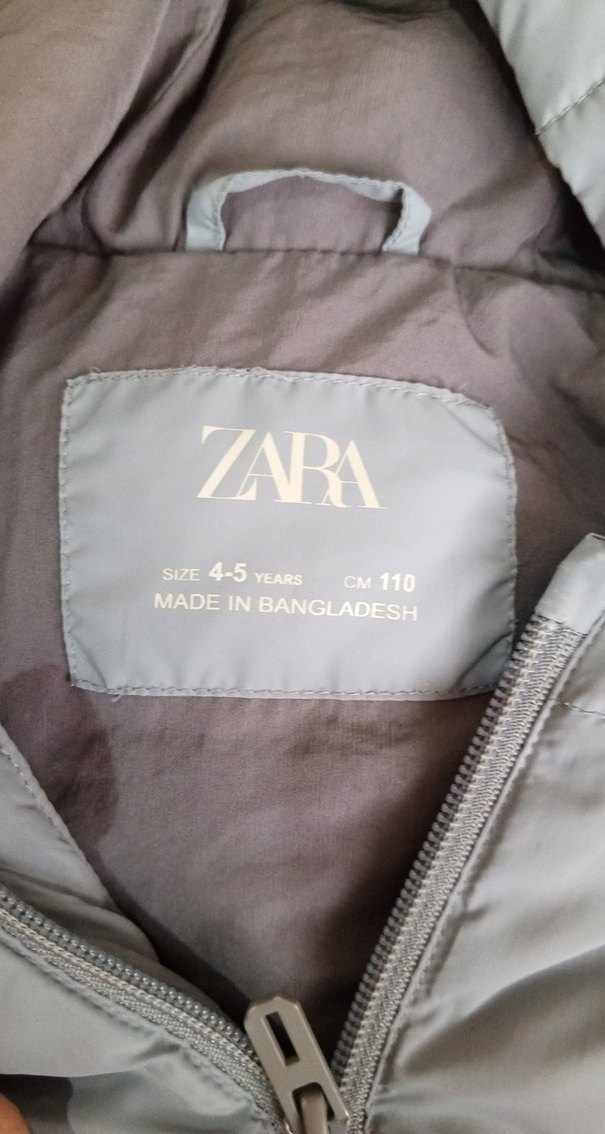 ZARA
SIZE 4-5 YEARS CM 110
MADE IN BANGLADESH